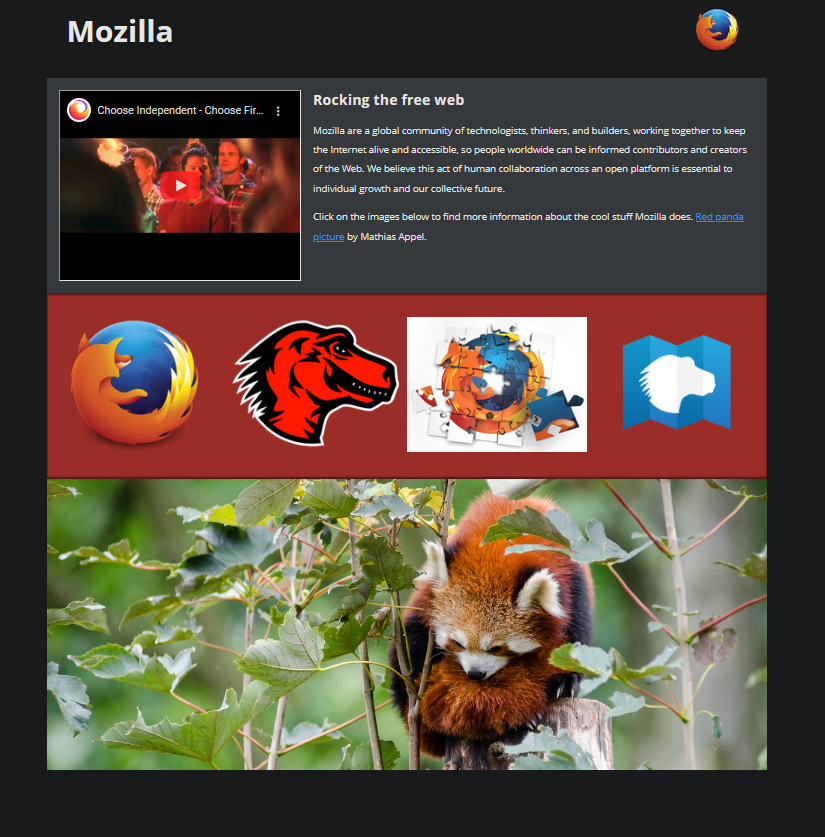 Mozilla
Choose Independent - Choose Fir...
Rocking the free web
Mozilla are a global community of technologists, thinkers, and builders, working together to keep
the Internet alive and accessible, so people worldwide can be informed contributors and creators
of the Web. We believe this act of human collaboration across an open platform is essential to
individual growth and our collective future.
Click on the images below to find more information about the cool stuff Mozilla does. Red panda
picture by Mathias Appel.